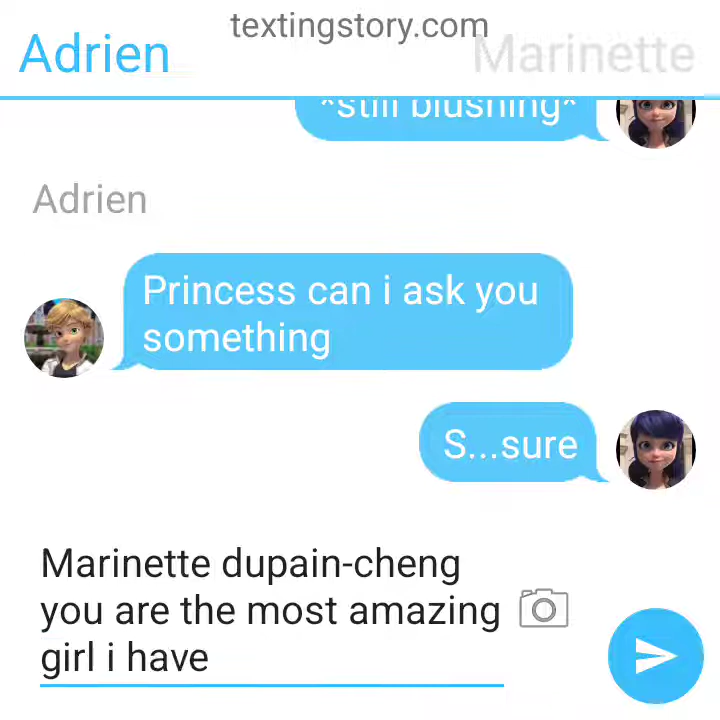 textingstory.com
Adrien Marinette
*still blushing*
Adrien
Princess can i ask you
something
S...sure
Marinette dupain-cheng
you are the most amazing
girl i have